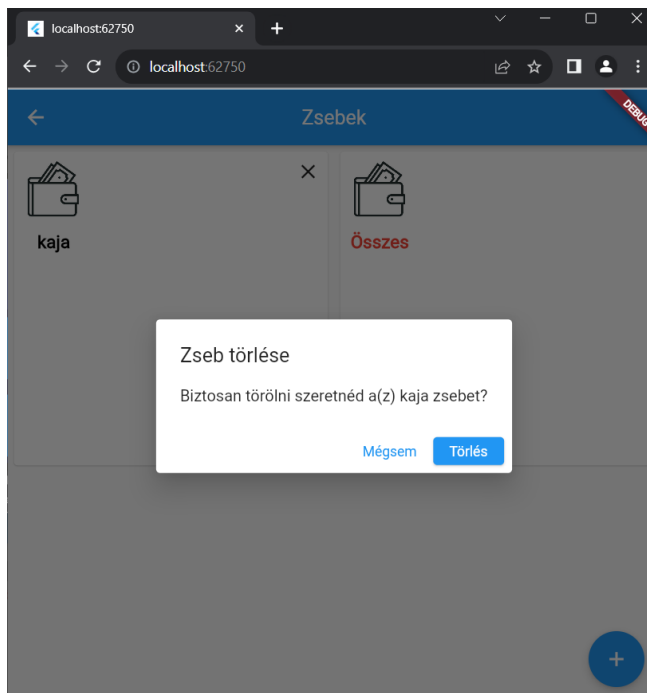 localhost:62750
localhost:62750
Zsebek
DEBUG
kaja
Összes
Zseb törlése
Biztosan törölni szeretnéd a(z) kaja zsebet?
Mégsem Törlés